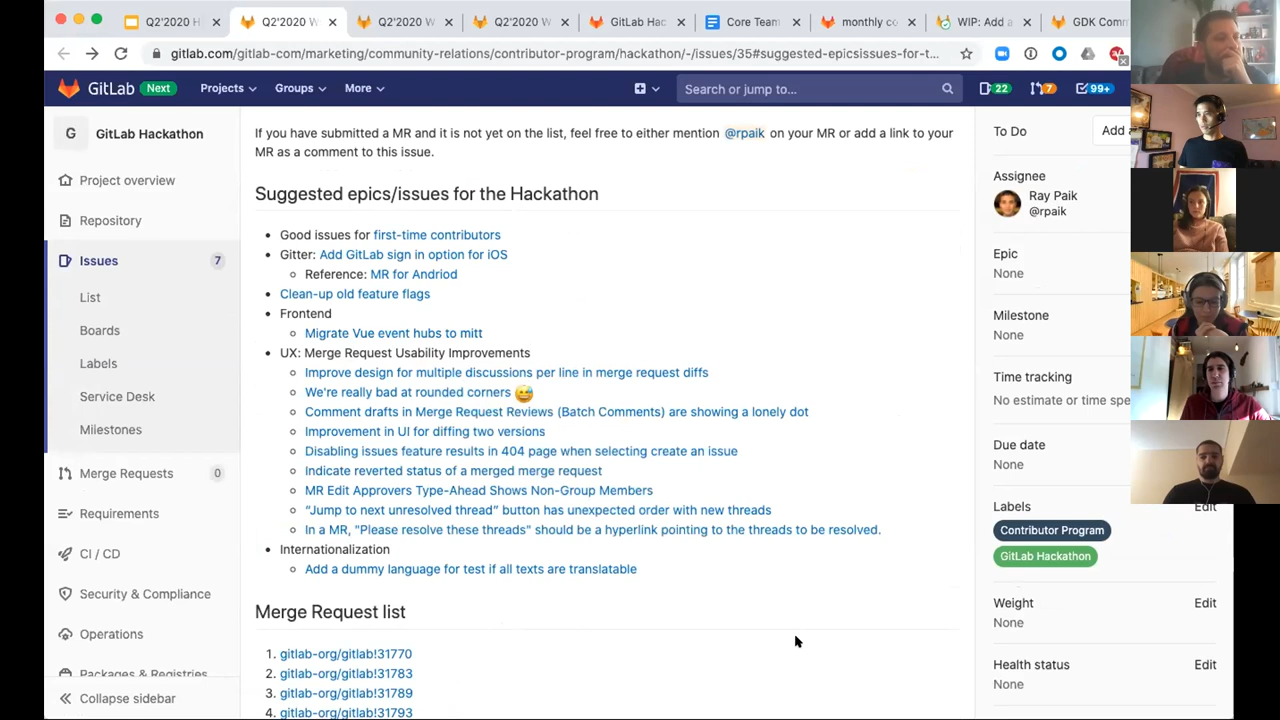 Q2'2020 H
Q2'2020 W
Q2'2020 W
Q2'2020 W
GitLab Hac
Core Team
monthly co
WIP: Add a
GDK Comm
gitlab.com/gitlab-com/marketing/community-relations/contributor-program/hackathon/-/issues/35#suggested-epicsissues-for-t...
GitLab Next Projects Groups More Search or jump to... 22 7 99+
G GitLab Hackathon
Project overview
Repository
Issues 7
List
Boards
Labels
Service Desk
Milestones
Merge Requests 0
Requirements
CI / CD
Security & Compliance
Operations
Packages & Registries
Collapse sidebar
If you have submitted a MR and it is not yet on the list, feel free to either mention @rpaik on your MR or add a link to your
MR as a comment to this issue.
Suggested epics/issues for the Hackathon
• Good issues for first-time contributors
• Gitter: Add GitLab sign in option for iOS
◦ Reference: MR for Andriod
• Clean-up old feature flags
• Frontend
◦ Migrate Vue event hubs to mitt
• UX: Merge Request Usability Improvements
◦ Improve design for multiple discussions per line in merge request diffs
◦ We're really bad at rounded corners 😅
◦ Comment drafts in Merge Request Reviews (Batch Comments) are showing a lonely dot
◦ Improvement in UI for diffing two versions
◦ Disabling issues feature results in 404 page when selecting create an issue
◦ Indicate reverted status of a merged merge request
◦ MR Edit Approvers Type-Ahead Shows Non-Group Members
◦ “Jump to next unresolved thread” button has unexpected order with new threads
◦ In a MR, "Please resolve these threads" should be a hyperlink pointing to the threads to be resolved.
• Internationalization
◦ Add a dummy language for test if all texts are translatable
Merge Request list
1. gitlab-org/gitlab!31770
2. gitlab-org/gitlab!31783
3. gitlab-org/gitlab!31789
4. gitlab-org/gitlab!31793
To Do Add a
Assignee
Ray Paik
@rpaik
Epic
None
Milestone
None
Time tracking
No estimate or time spe
Due date
None
Labels Edit
Contributor Program
GitLab Hackathon
Weight Edit
None
Health status Edit
None